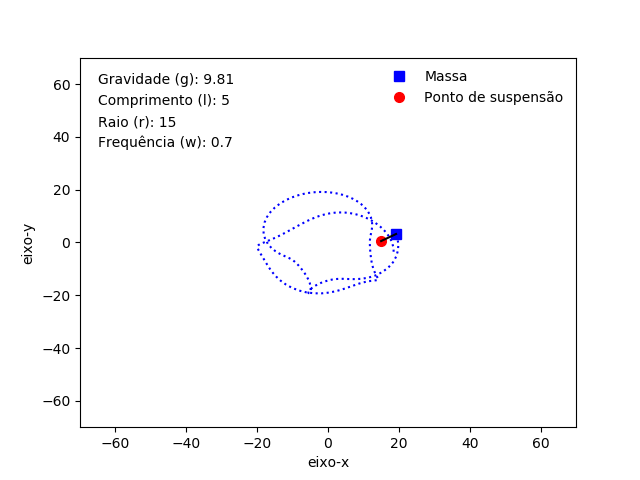 Gravidade (g): 9.81
Comprimento (l): 5
Raio (r): 15
Frequência (w): 0.7
Massa
Ponto de suspensão
60
40
20
0
−20
−40
−60
eixo-y
−60 −40 −20 0 20 40 60
eixo-x